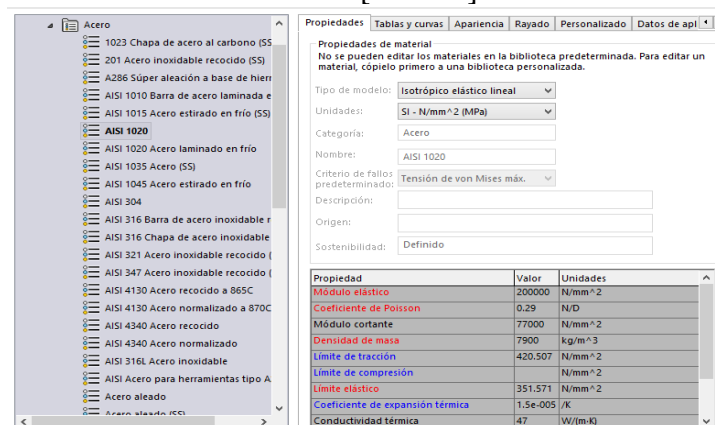 Acero
1023 Chapa de acero al carbono (SS
201 Acero inoxidable recocido (SS)
A286 Súper aleación a base de hierr
AISI 1010 Barra de acero laminada e
AISI 1015 Acero estirado en frío (SS)
AISI 1020
AISI 1020 Acero laminado en frío
AISI 1035 Acero (SS)
AISI 1045 Acero estirado en frío
AISI 304
AISI 316 Barra de acero inoxidable r
AISI 316 Chapa de acero inoxidable
AISI 321 Acero inoxidable recocido (
AISI 347 Acero inoxidable recocido (
AISI 4130 Acero recocido a 865C
AISI 4130 Acero normalizado a 870C
AISI 4340 Acero recocido
AISI 4340 Acero normalizado
AISI 316L Acero inoxidable
AISI Acero para herramientas tipo A
Acero aleado
Acero aleado (SS)
Propiedades Tablas y curvas Apariencia Rayado Personalizado Datos de apl
Propiedades de material
No se pueden editar los materiales en la biblioteca predeterminada. Para editar un
material, cópielo primero a una biblioteca personalizada.
Tipo de modelo: Isotrópico elástico lineal
Unidades: SI - N/mm^2 (MPa)
Categoría: Acero
Nombre: AISI 1020
Criterio de fallos
predeterminado: Tensión de von Mises máx.
Descripción:
Origen:
Sostenibilidad: Definido
Propiedad Valor Unidades
Módulo elástico 200000 N/mm^2
Coeficiente de Poisson 0.29 N/D
Módulo cortante 77000 N/mm^2
Densidad de masa 7900 kg/m^3
Límite de tracción 420.507 N/mm^2
Límite de compresión N/mm^2
Límite elástico 351.571 N/mm^2
Coeficiente de expansión térmica 1.5e-005 /K
Conductividad térmica 47 W/(m·K)